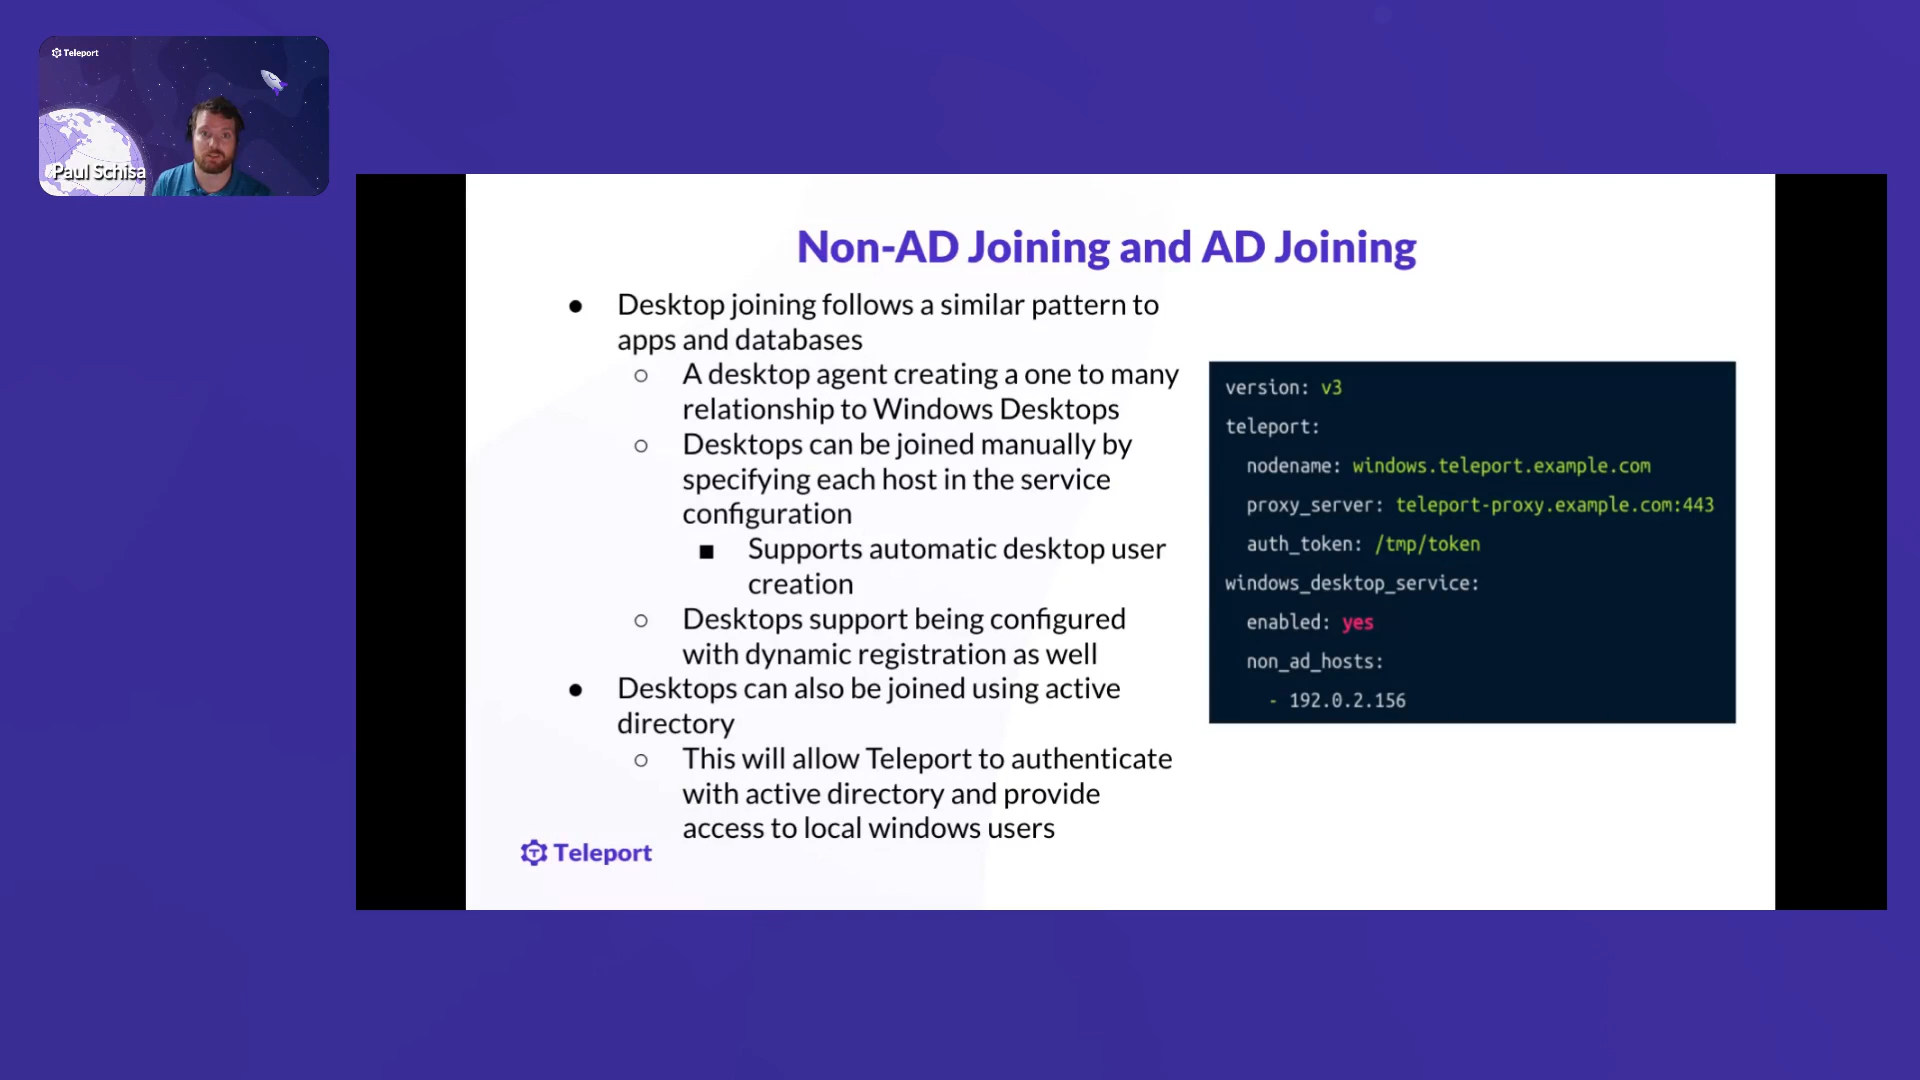 Teleport
Paul Schisa
Non-AD Joining and AD Joining
● Desktop joining follows a similar pattern to
apps and databases
○ A desktop agent creating a one to many
relationship to Windows Desktops
○ Desktops can be joined manually by
specifying each host in the service
configuration
■ Supports automatic desktop user
creation
○ Desktops support being configured
with dynamic registration as well
● Desktops can also be joined using active
directory
○ This will allow Teleport to authenticate
with active directory and provide
access to local windows users
version: v3
teleport:
nodename: windows.teleport.example.com
proxy_server: teleport-proxy.example.com:443
auth_token: /tmp/token
windows_desktop_service:
enabled: yes
non_ad_hosts:
- 192.0.2.156
Teleport